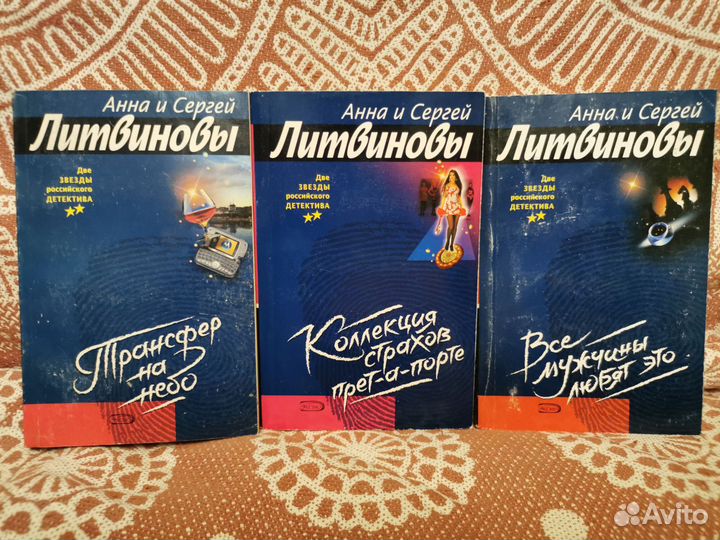 Анна и Сергей
Литвиновы
Две
ЗВЕЗДЫ
российского
ДЕТЕКТИВА
Трансфер
на
небо
Анна и Сергей
Литвиновы
Две
ЗВЕЗДЫ
российского
ДЕТЕКТИВА
Коллекция
страхов
прет-а-порте
Анна и Сергей
Литвиновы
Две
ЗВЕЗДЫ
российского
ДЕТЕКТИВА
Все
мужчины
любят это
Avito